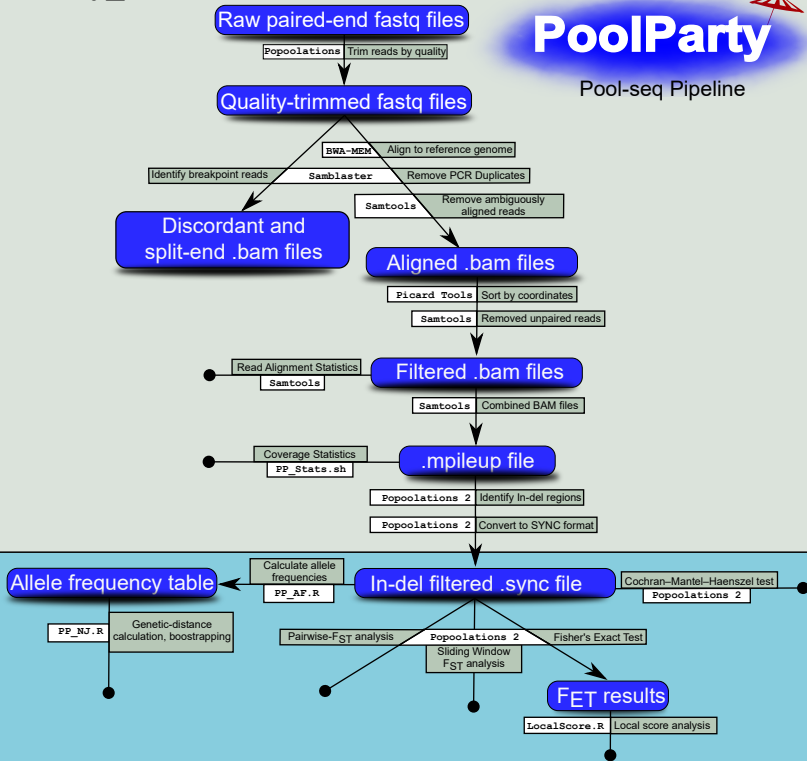 Raw paired-end fastq files
PoolParty
Pool-seq Pipeline
Popoolations Trim reads by quality
Quality-trimmed fastq files
BWA-MEM Align to reference genome
Identify breakpoint reads Samblaster Remove PCR Duplicates
Samtools Remove ambiguously
aligned reads
Discordant and
split-end .bam files
Aligned .bam files
Picard Tools Sort by coordinates
Samtools Removed unpaired reads
Read Alignment Statistics
Samtools
Filtered .bam files
Samtools Combined BAM files
Coverage Statistics
PP_Stats.sh
.mpileup file
Popoolations 2 Identify In-del regions
Popoolations 2 Convert to SYNC format
Allele frequency table
Calculate allele
frequencies
PP_AF.R
In-del filtered .sync file
Cochran–Mantel–Haenszel test
Popoolations 2
PP_NJ.R Genetic-distance
calculation, boostrapping
Pairwise-FST analysis Popoolations 2 Fisher's Exact Test
Sliding Window
FST analysis
FET results
LocalScore.R Local score analysis